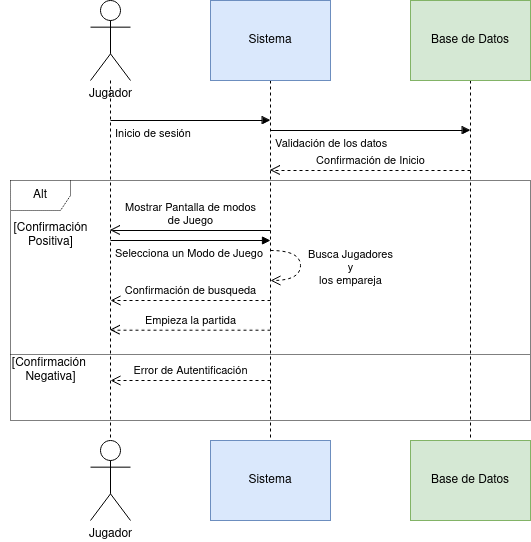 Sistema
Base de Datos
Jugador
Inicio de sesión
Validación de los datos
Confirmación de Inicio
Alt
Mostrar Pantalla de modos
de Juego
[Confirmación
Positiva]
Selecciona un Modo de Juego
Busca Jugadores
y
los empareja
Confirmación de busqueda
Empieza la partida
[Confirmación
Negativa]
Error de Autentificación
Sistema
Base de Datos
Jugador